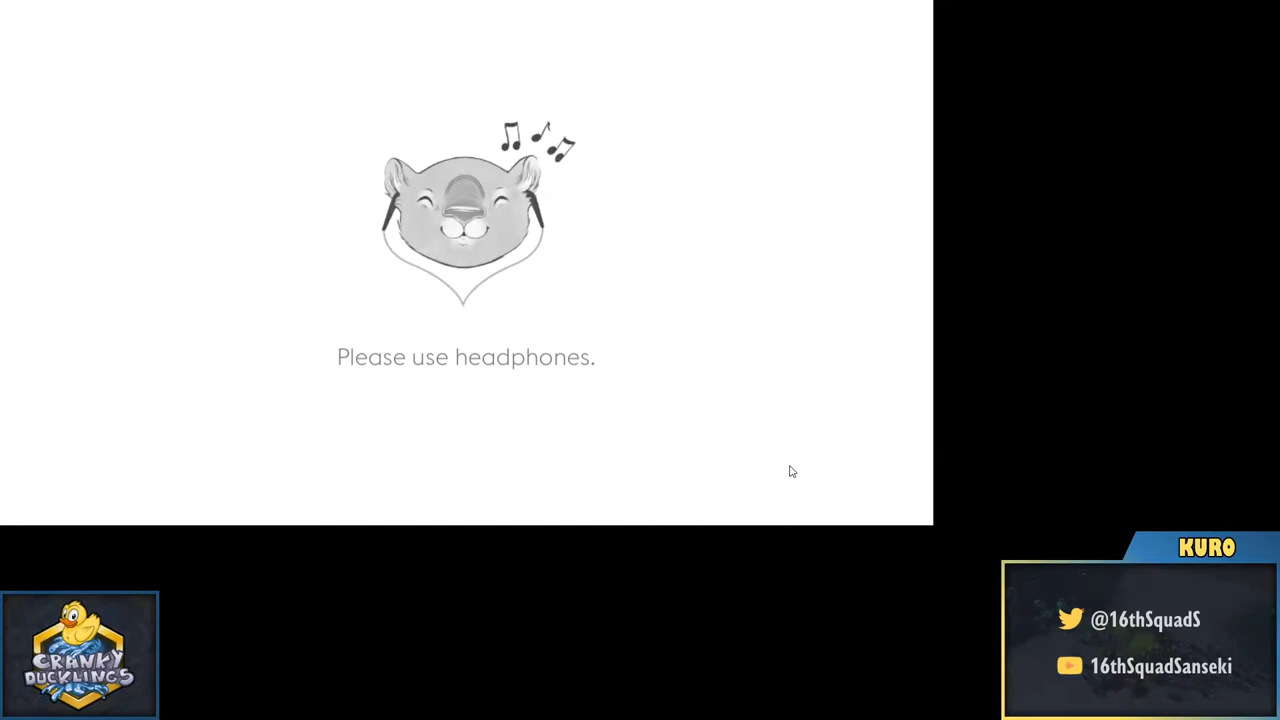 Please use headphones.
KURO
@16thSquadS
16thSquadSanseki
CRANKY
DUCKLINGS